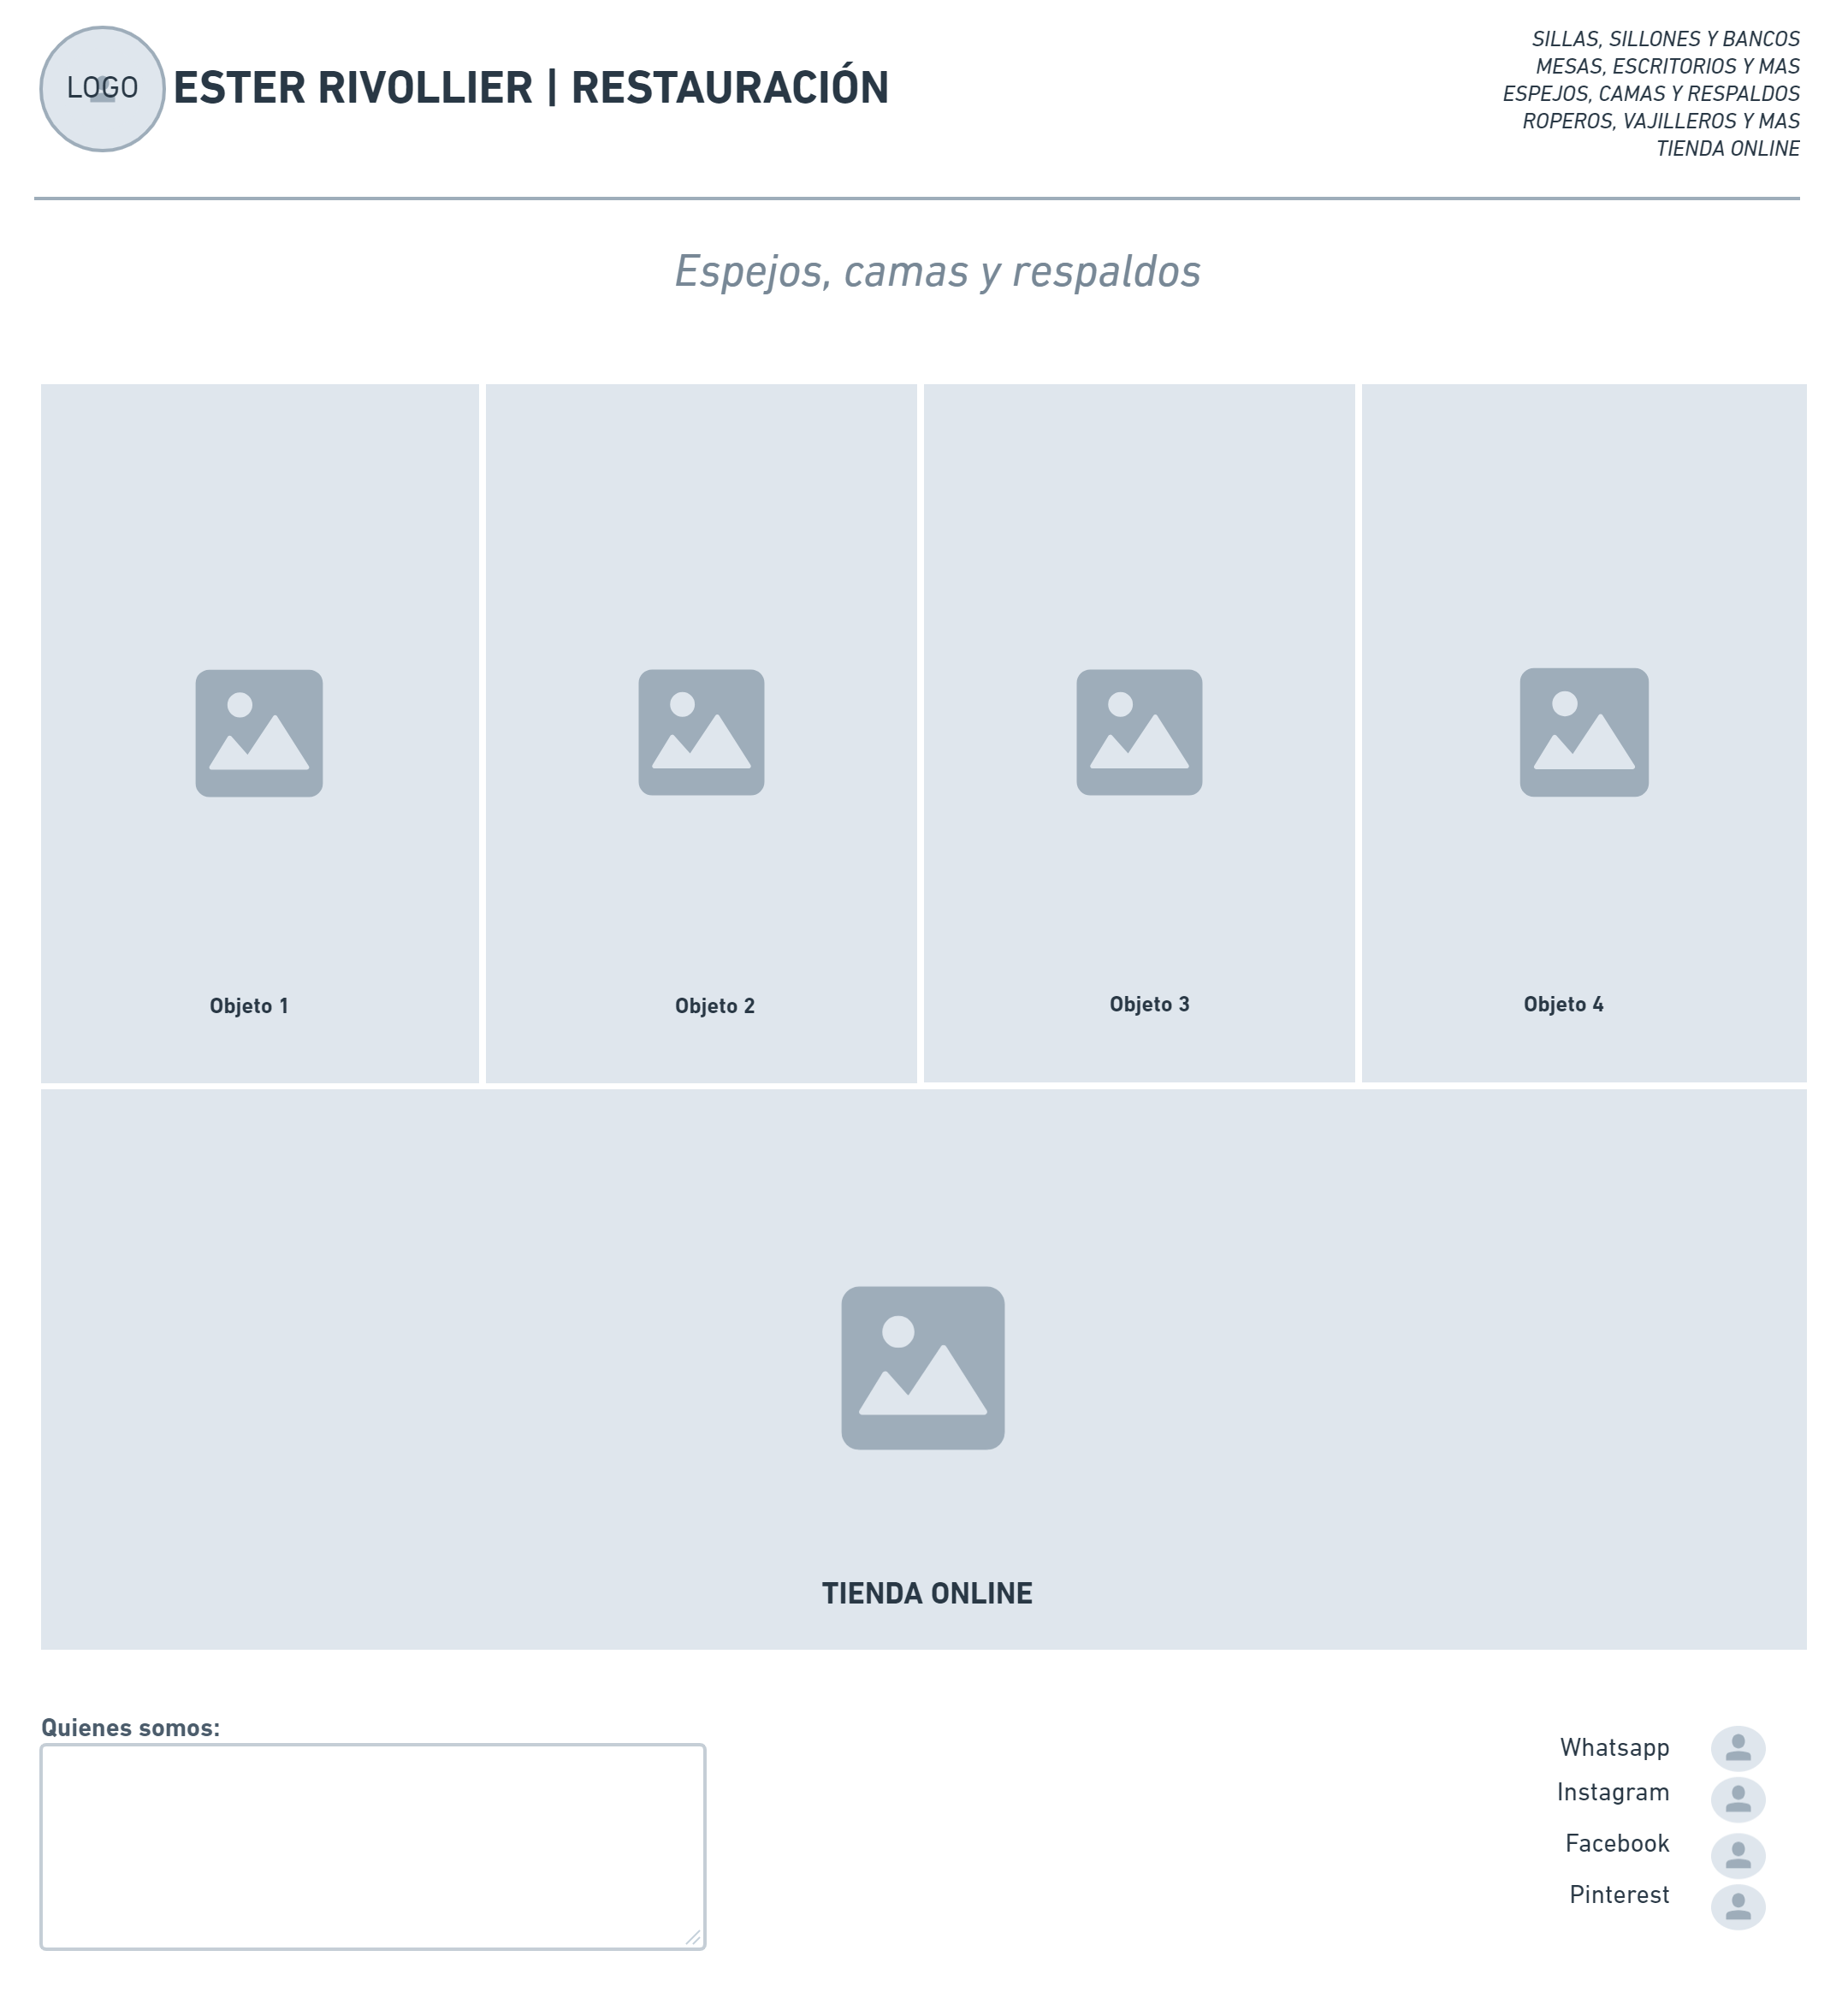 LOGO
ESTER RIVOLLIER | RESTAURACIÓN
SILLAS, SILLONES Y BANCOS
MESAS, ESCRITORIOS Y MAS
ESPEJOS, CAMAS Y RESPALDOS
ROPEROS, VAJILLEROS Y MAS
TIENDA ONLINE
Espejos, camas y respaldos
Objeto 1
Objeto 2
Objeto 3
Objeto 4
TIENDA ONLINE
Quienes somos:
Whatsapp
Instagram
Facebook
Pinterest